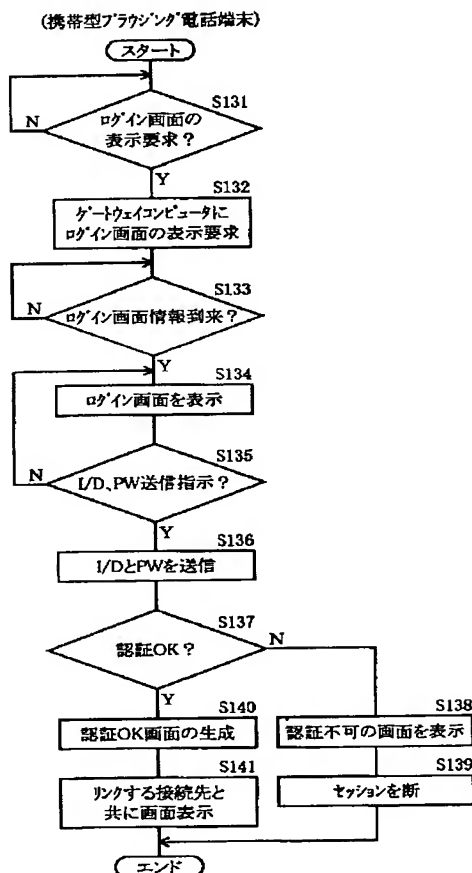 (携帯型ブラウジング電話端末)
スタート
S131
N
ログイン画面の
表示要求?
Y
S132
ゲートウェイコンピュータに
ログイン画面の表示要求
S133
N
ログイン画面情報到来?
Y
S134
ログイン画面を表示
S135
N
I/D、PW送信指示?
Y
S136
I/DとPWを送信
S137
N
認証OK?
Y
S140
認証OK画面の生成
S138
認証不可の画面を表示
S141
リンクする接続先と
共に画面表示
S139
セッションを断
エンド